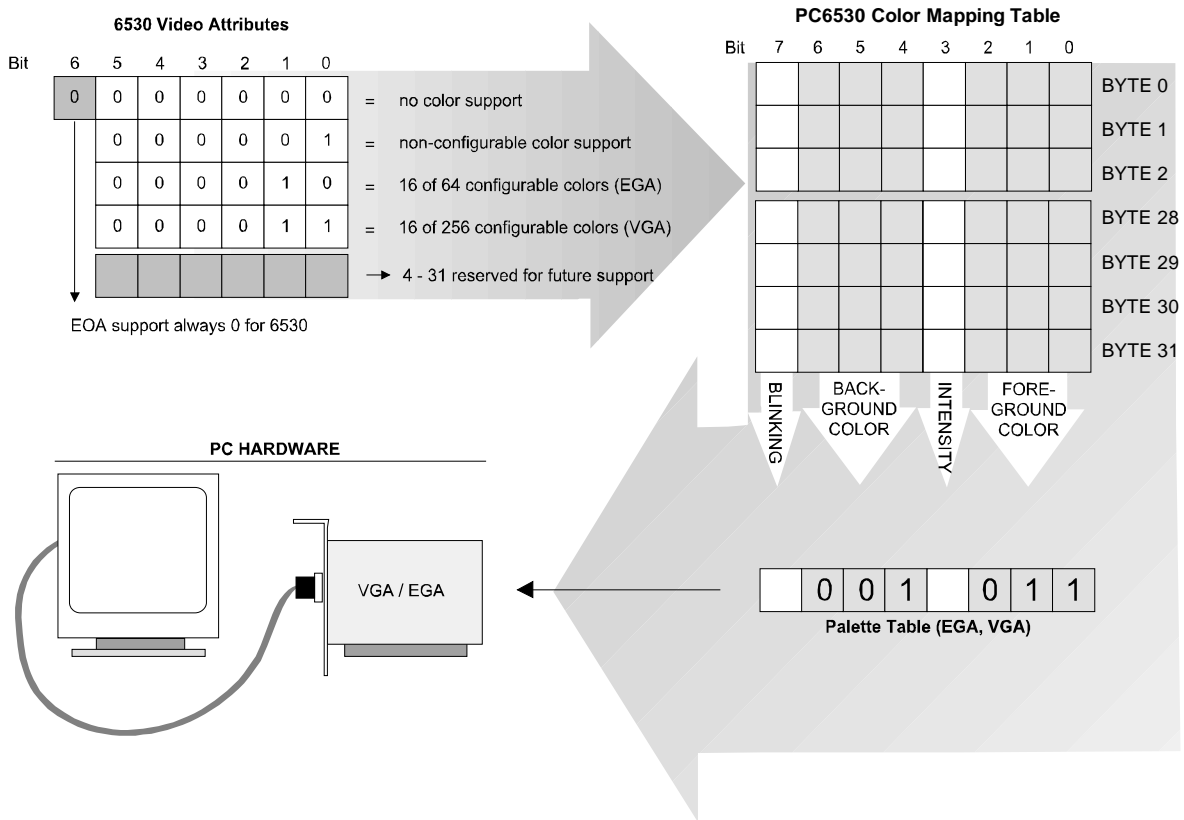 6530 Video Attributes
Bit 6 5 4 3 2 1 0
0 0 0 0 0 0 0 = no color support
0 0 0 0 0 1 = non-configurable color support
0 0 0 0 1 0 = 16 of 64 configurable colors (EGA)
0 0 0 0 1 1 = 16 of 256 configurable colors (VGA)
4 - 31 reserved for future support
EOA support always 0 for 6530
PC6530 Color Mapping Table
Bit 7 6 5 4 3 2 1 0
BYTE 0
BYTE 1
BYTE 2
BYTE 28
BYTE 29
BYTE 30
BYTE 31
BLINKING
BACK-
GROUND
COLOR
INTENSITY
FORE-
GROUND
COLOR
PC HARDWARE
VGA / EGA
0 0 1 0 1 1
Palette Table (EGA, VGA)